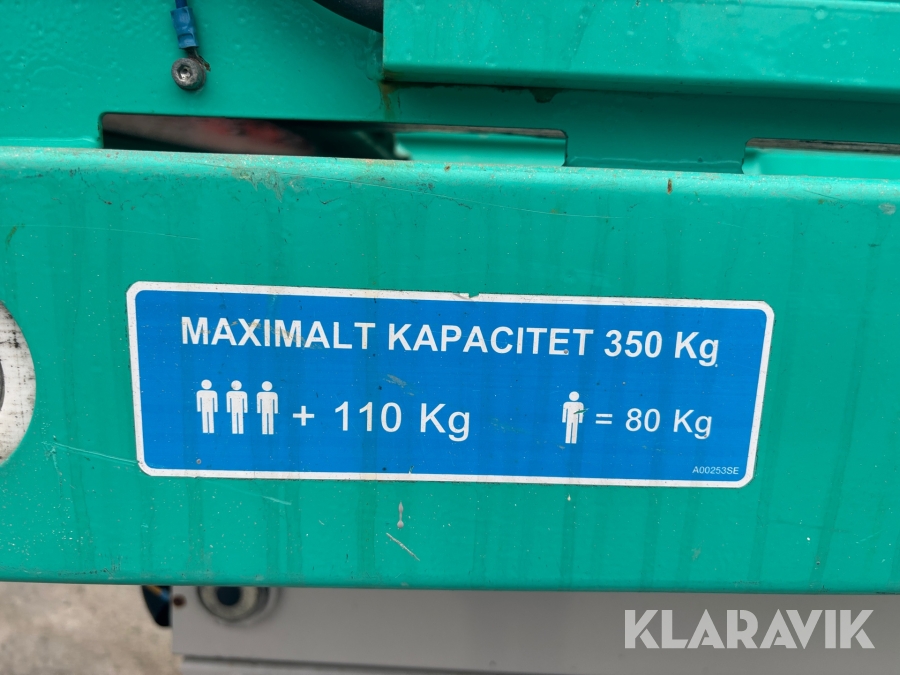 MAXIMALT KAPACITET 350 Kg
+ 110 Kg = 80 Kg
A00253SE
KLARAVIK